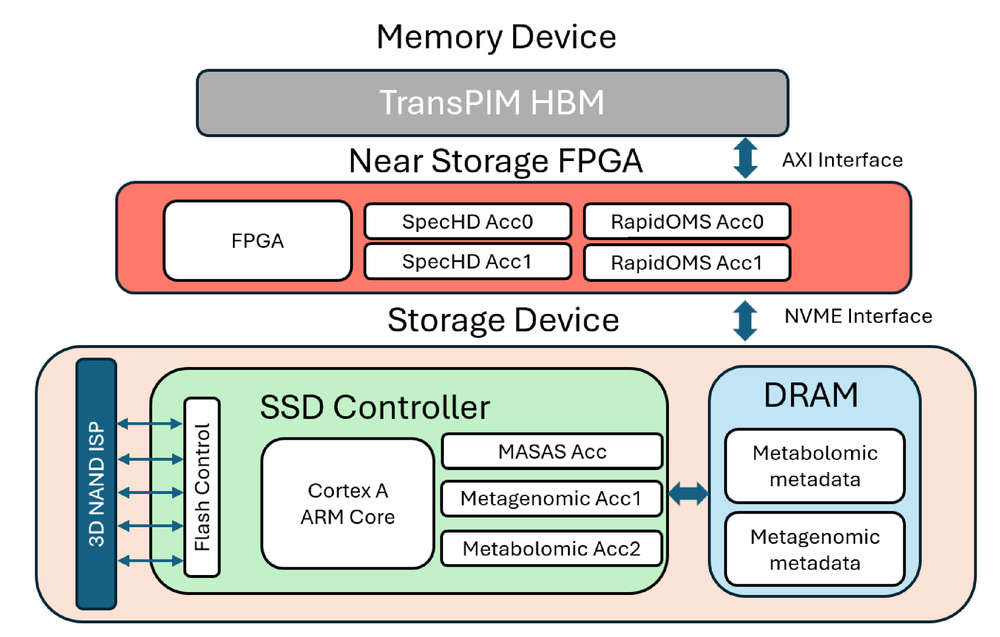 Memory Device
TransPIM HBM
Near Storage FPGA
AXI Interface
FPGA
SpecHD Acc0
RapidOMS Acc0
SpecHD Acc1
RapidOMS Acc1
Storage Device
NVME Interface
3D NAND ISP
Flash Control
SSD Controller
Cortex A
ARM Core
MASAS Acc
Metagenomic Acc1
Metabolomic Acc2
DRAM
Metabolomic
metadata
Metagenomic
metadata